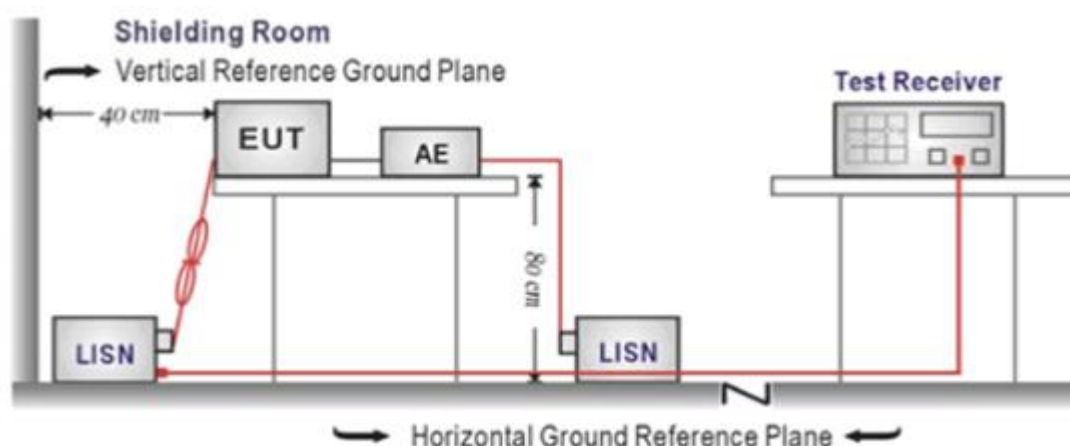 Shielding Room
Vertical Reference Ground Plane
40 cm
Test Receiver
EUT
AE
80 cm
LISN
LISN
Horizontal Ground Reference Plane